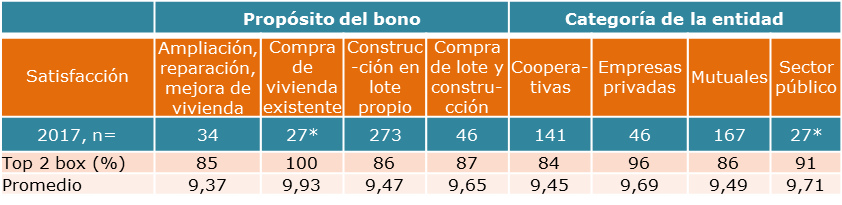 Propósito del bono Categoría de la entidad
Satisfacción Ampliación, reparación, mejora de vivienda Compra de vivienda existente Construc-ción en lote propio Compra de lote y constru-cción Coopera-tivas Empresas privadas Mutuales Sector público
2017, n= 34 27* 273 46 141 46 167 27*
Top 2 box (%) 85 100 86 87 84 96 86 91
Promedio 9,37 9,93 9,47 9,65 9,45 9,69 9,49 9,71